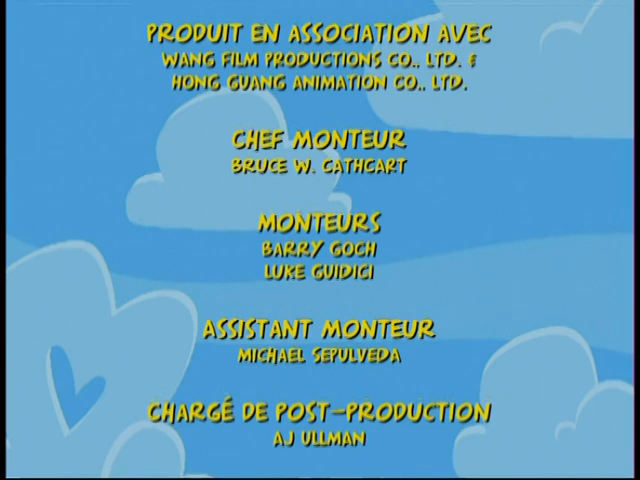 PRODUIT EN ASSOCIATION AVEC
WANG FILM PRODUCTIONS CO., LTD. &
HONG GUANG ANIMATION CO., LTD.
CHEF MONTEUR
BRUCE W. CATHCART
MONTEURS
BARRY GOCH
LUKE GUIDICI
ASSISTANT MONTEUR
MICHAEL SEPULVEDA
CHARGÉ DE POST-PRODUCTION
AJ ULLMAN